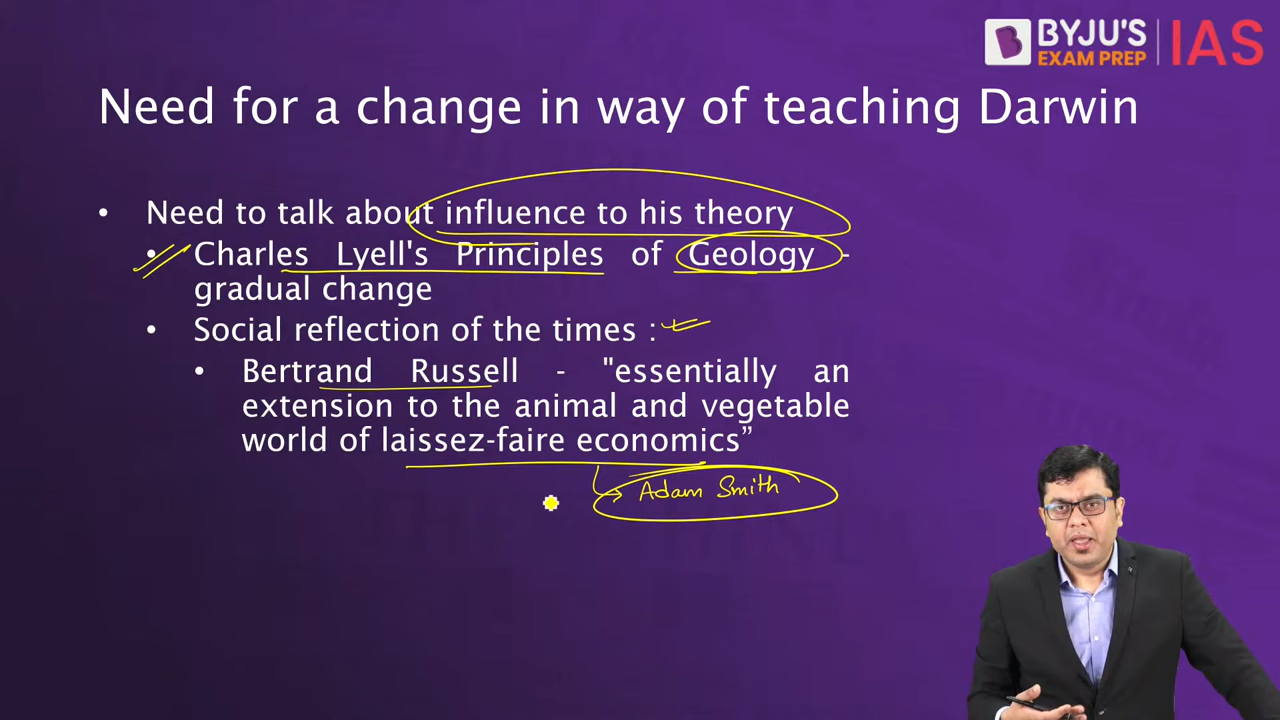 BYJU'S
EXAM PREP
IAS
Need for a change in way of teaching Darwin
• Need to talk about influence to his theory
• Charles Lyell's Principles of Geology -
gradual change
• Social reflection of the times :
• Bertrand Russell - "essentially an
extension to the animal and vegetable
world of laissez-faire economics”
Adam Smith